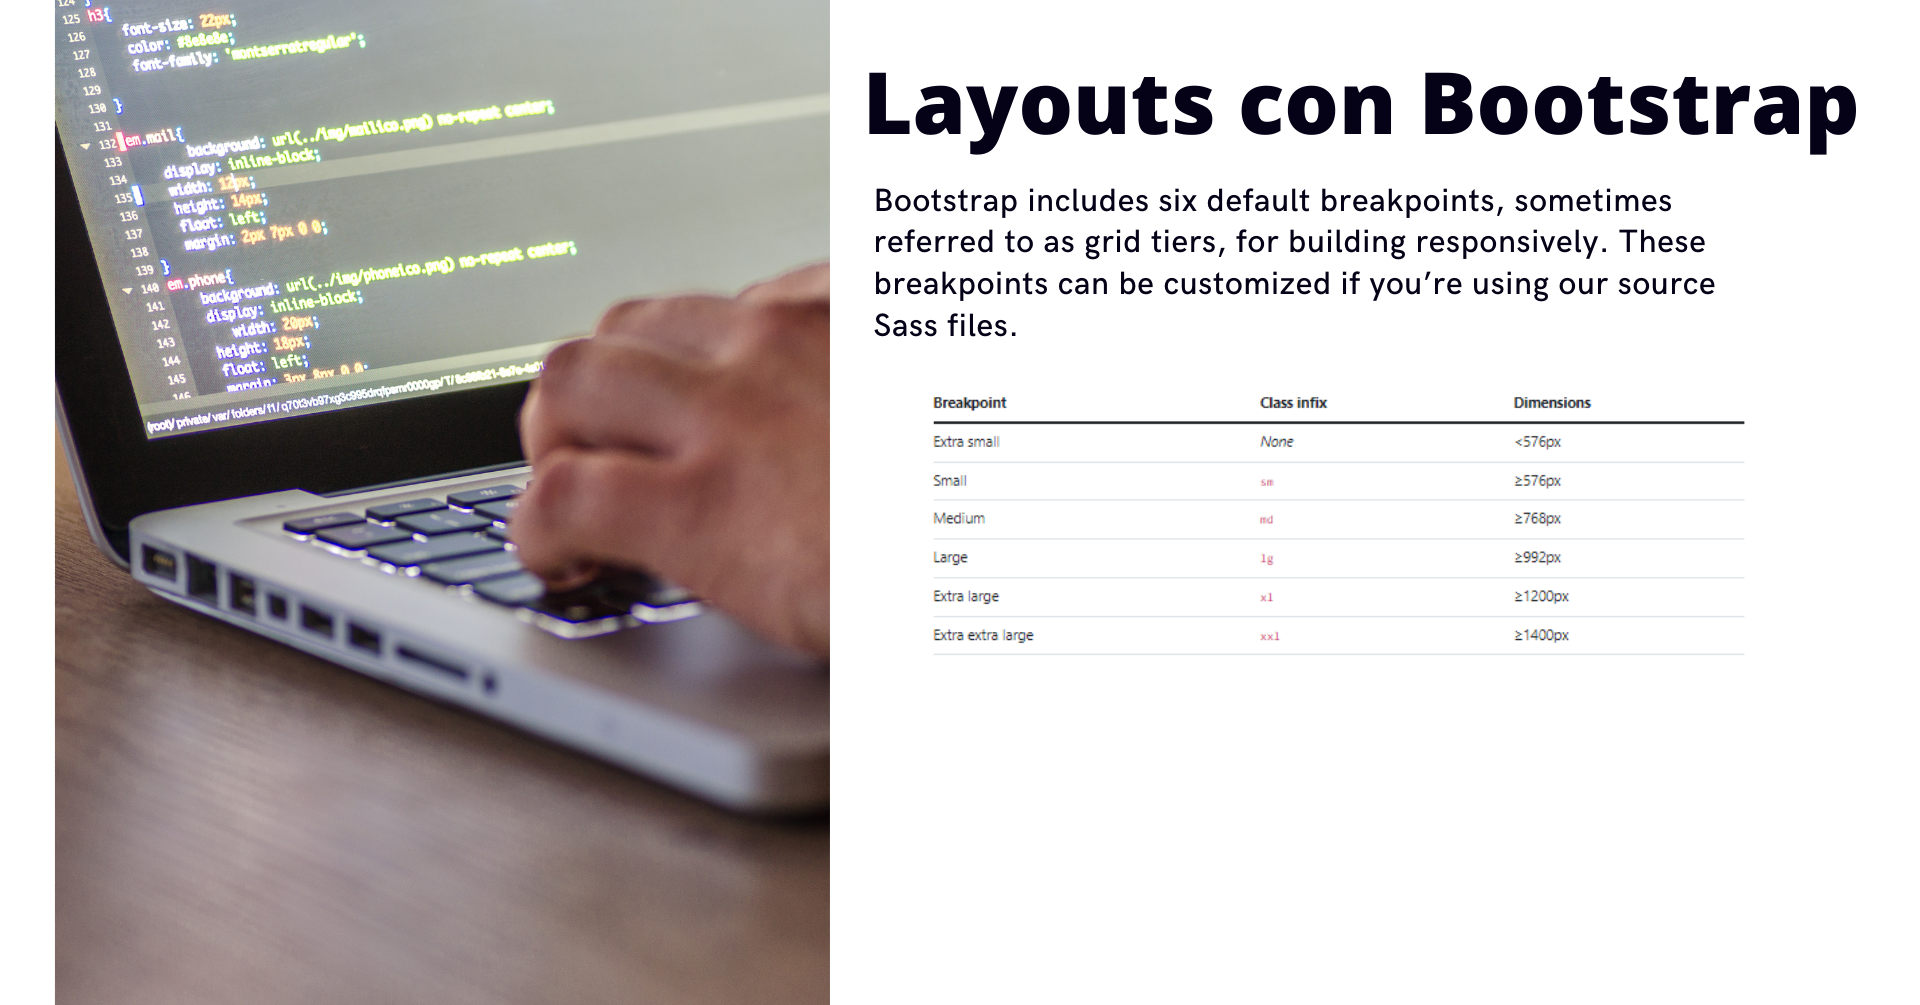 124 }
125 h3{
126 font-size: 22px;
127 color: #8e8e8e;
128 font-family: 'montserratregular';
129
130 }
131
132 em.mail{
133 background: url(../img/mailico.png) no-repeat center;
134 display: inline-block;
135 width: 12px;
136 height: 14px;
137 float: left;
138 margin: 2px 7px 0 0;
139 }
140 em.phone{
141 background: url(../img/phoneico.png) no-repeat center;
142 display: inline-block;
143 width: 20px;
144 height: 18px;
145 float: left;
146 margin: 3px 8px 0 0;
(root)/ private/ var/ folders/
Layouts con Bootstrap
Bootstrap includes six default breakpoints, sometimes
referred to as grid tiers, for building responsively. These
breakpoints can be customized if you’re using our source
Sass files.
Breakpoint Class infix Dimensions
Extra small None <576px
Small sm ≥576px
Medium md ≥768px
Large lg ≥992px
Extra large xl ≥1200px
Extra extra large xxl ≥1400px